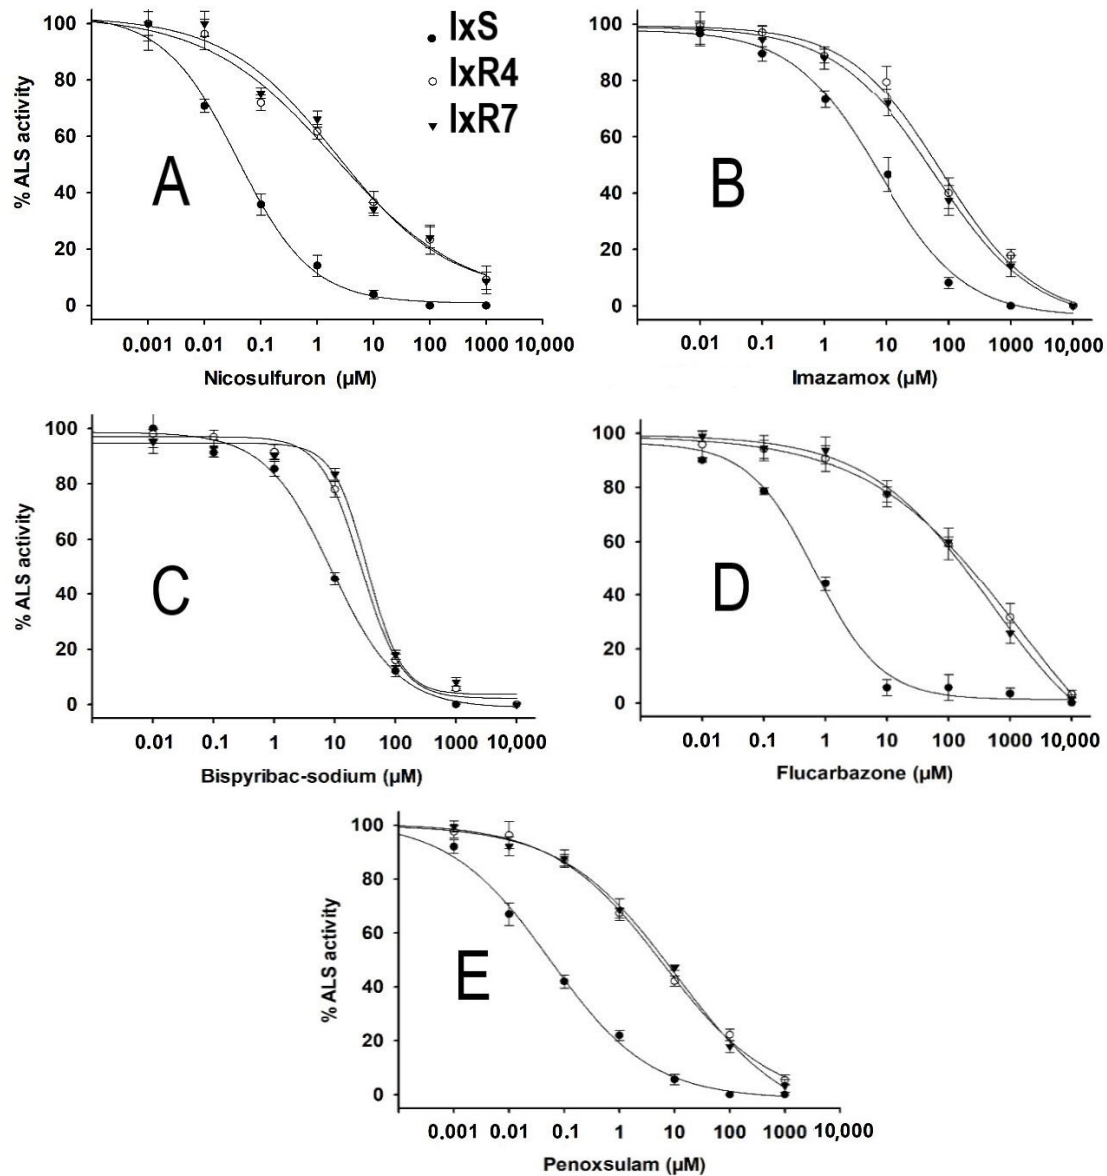 IxS
IxR4
IxR7
% ALS activity
100
80
60
40
20
0
A
0.001 0.01 0.1 1 10 100 1000 10,000
Nicosulfuron (µM)
% ALS activity
100
80
60
40
20
0
B
0.01 0.1 1 10 100 1000 10,000
Imazamox (µM)
% ALS activity
100
80
60
40
20
0
C
0.01 0.1 1 10 100 1000 10,000
Bispyribac-sodium (µM)
% ALS activity
100
80
60
40
20
0
D
0.01 0.1 1 10 100 1000 10,000
Flucarbazone (µM)
% ALS activity
100
80
60
40
20
0
E
0.001 0.01 0.1 1 10 100 1000 10,000
Penoxsulam (µM)